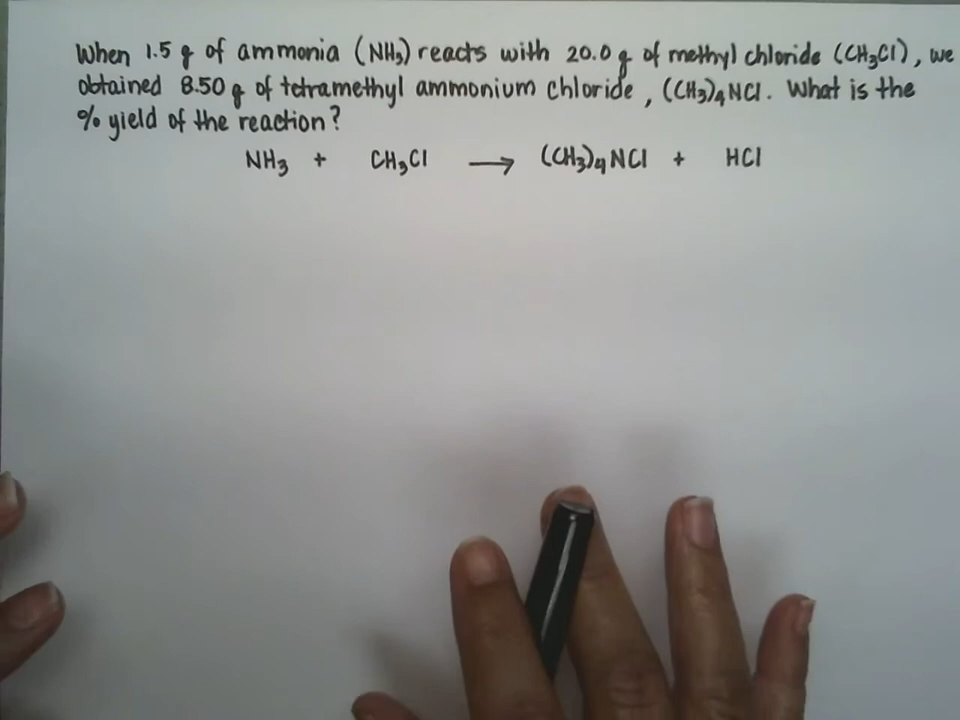 When 1.5 g of ammonia (NH₃) reacts with 20.0 g of methyl chloride (CH₃Cl), we
obtained 8.50 g of tetramethyl ammonium chloride, (CH₃)₄NCl. What is the
% yield of the reaction?
NH₃ + CH₃Cl ⟶ (CH₃)₄NCl + HCl